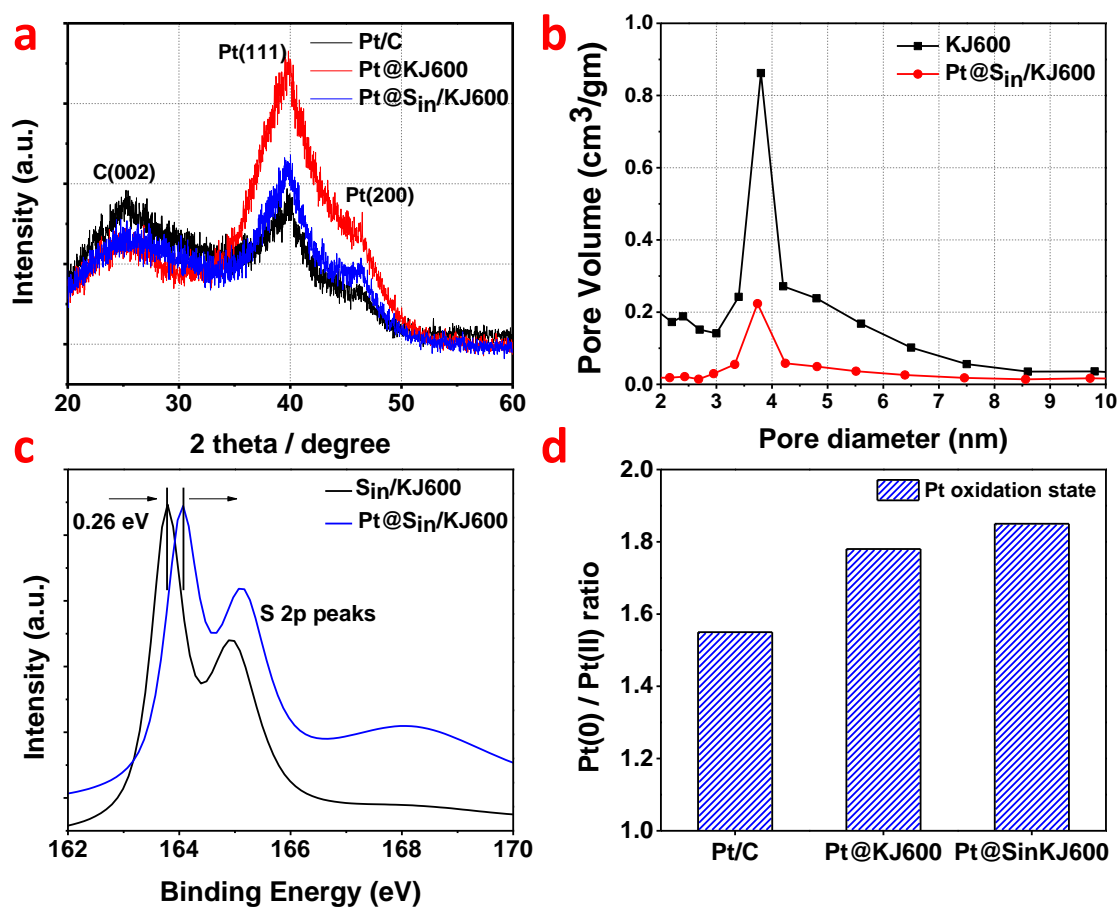 a
Pt/C
Pt@KJ600
Pt@Sin/KJ600
Pt(111)
C(002)
Pt(200)
Intensity (a.u.)
20 30 40 50 60
2 theta / degree
b
KJ600
Pt@Sin/KJ600
1.0
0.8
0.6
0.4
0.2
0.0
Pore Volume (cm3/gm)
2 3 4 5 6 7 8 9 10
Pore diameter (nm)
c
Sin/KJ600
Pt@Sin/KJ600
0.26 eV
S 2p peaks
Intensity (a.u.)
162 164 166 168 170
Binding Energy (eV)
d
Pt oxidation state
2.0
1.8
1.6
1.4
1.2
1.0
Pt(0) / Pt(II) ratio
Pt/C Pt@KJ600 Pt@SinKJ600